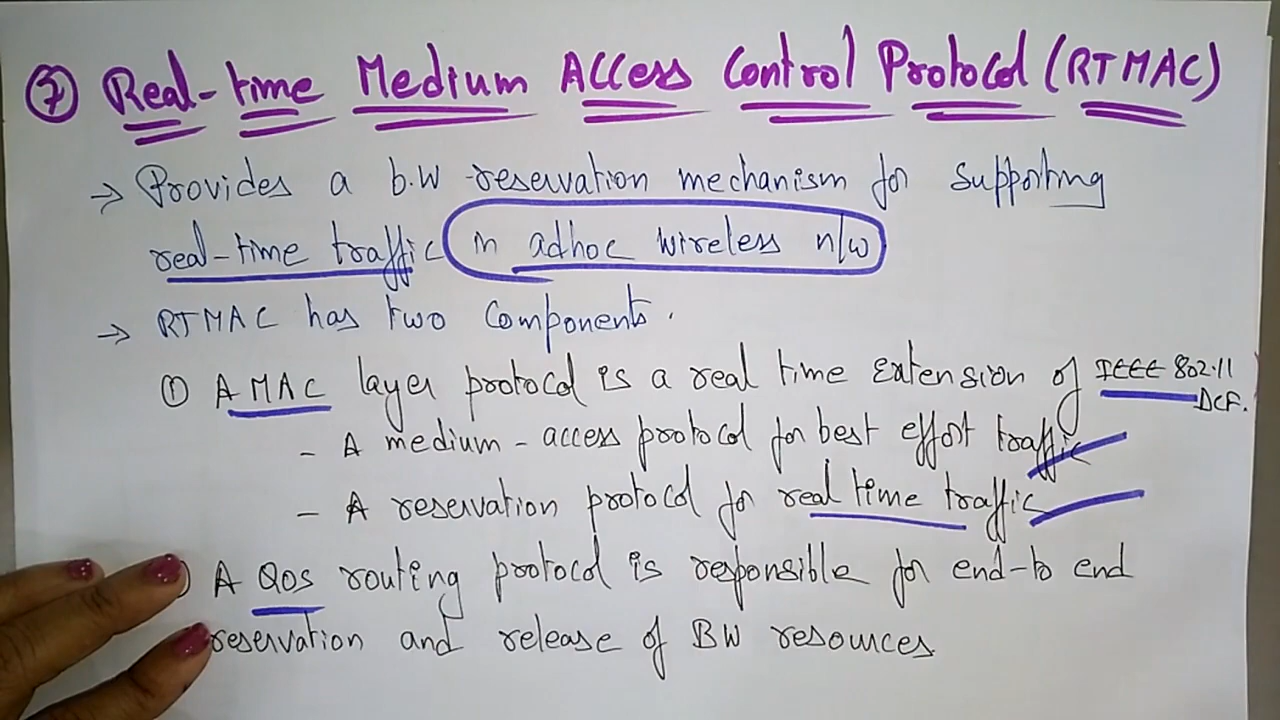 ⑦ Real-time Medium Access Control Protocol (RTMAC)
→ Provides a b.w reservation mechanism for supporting
real-time traffic in adhoc wireless n/w
→ RTMAC has two components.
① A MAC layer protocol is a real time extension of IEEE 802.11
DCF.
- A medium - access protocol for best effort traffic
- A reservation protocol for real time traffic
A QoS routing protocol is responsible for end-to end
reservation and release of BW resources